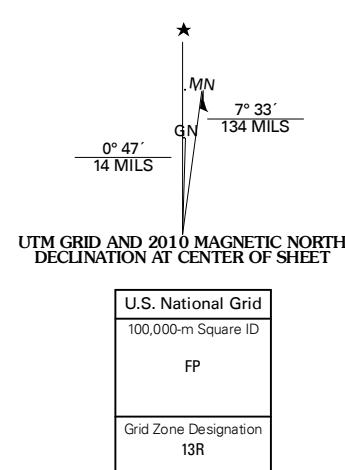 MN
7° 33´
134 MILS
GN
0° 47´
14 MILS
UTM GRID AND 2010 MAGNETIC NORTH
DECLINATION AT CENTER OF SHEET
U.S. National Grid
100,000-m Square ID
FP
Grid Zone Designation
13R